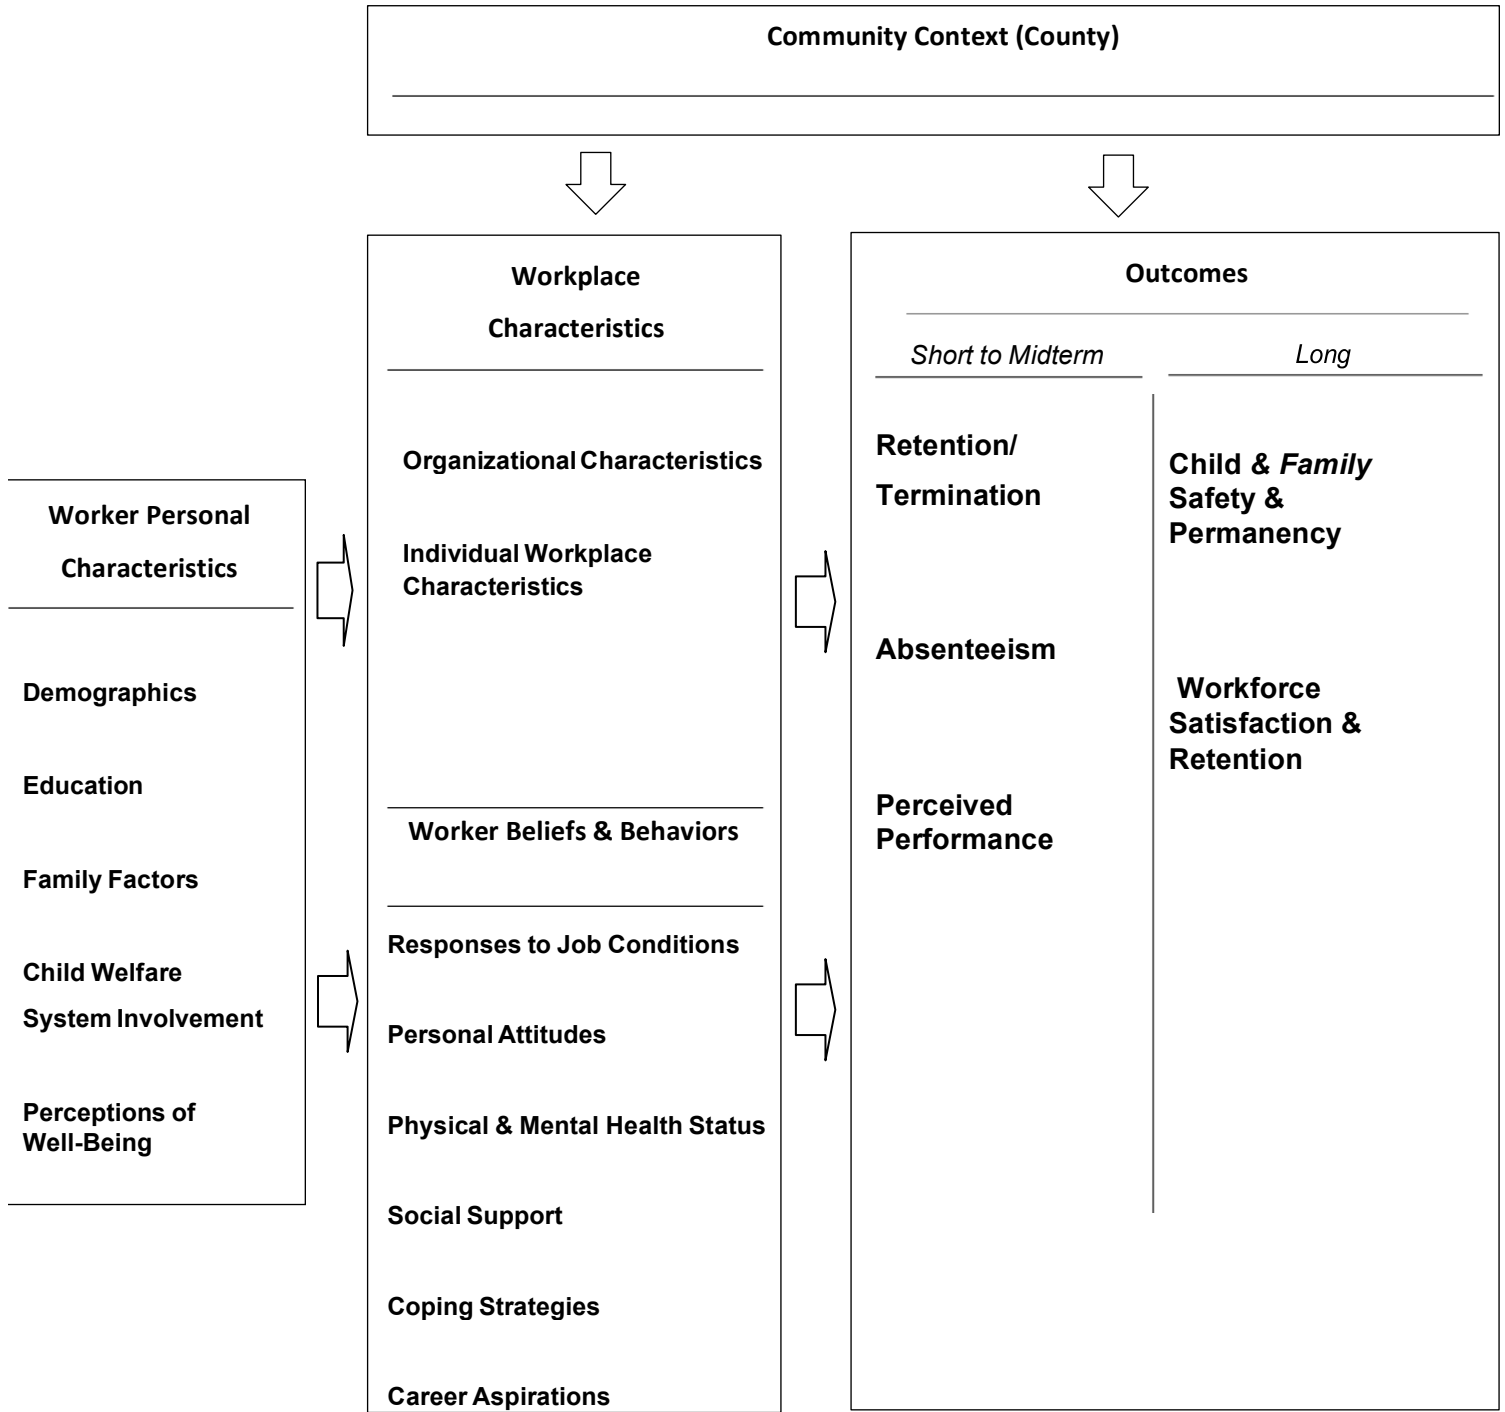 Community Context (County)
Worker Personal
Characteristics
Demographics
Education
Family Factors
Child Welfare
System Involvement
Perceptions of
Well-Being
Workplace
Characteristics
Organizational Characteristics
Individual Workplace
Characteristics
Worker Beliefs & Behaviors
Responses to Job Conditions
Personal Attitudes
Physical & Mental Health Status
Social Support
Coping Strategies
Career Aspirations
Outcomes
Short to Midterm
Retention/
Termination
Absenteeism
Perceived
Performance
Long
Child & Family
Safety &
Permanency
Workforce
Satisfaction &
Retention